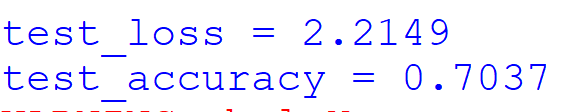 test_loss = 2.2149
test_accuracy = 0.7037